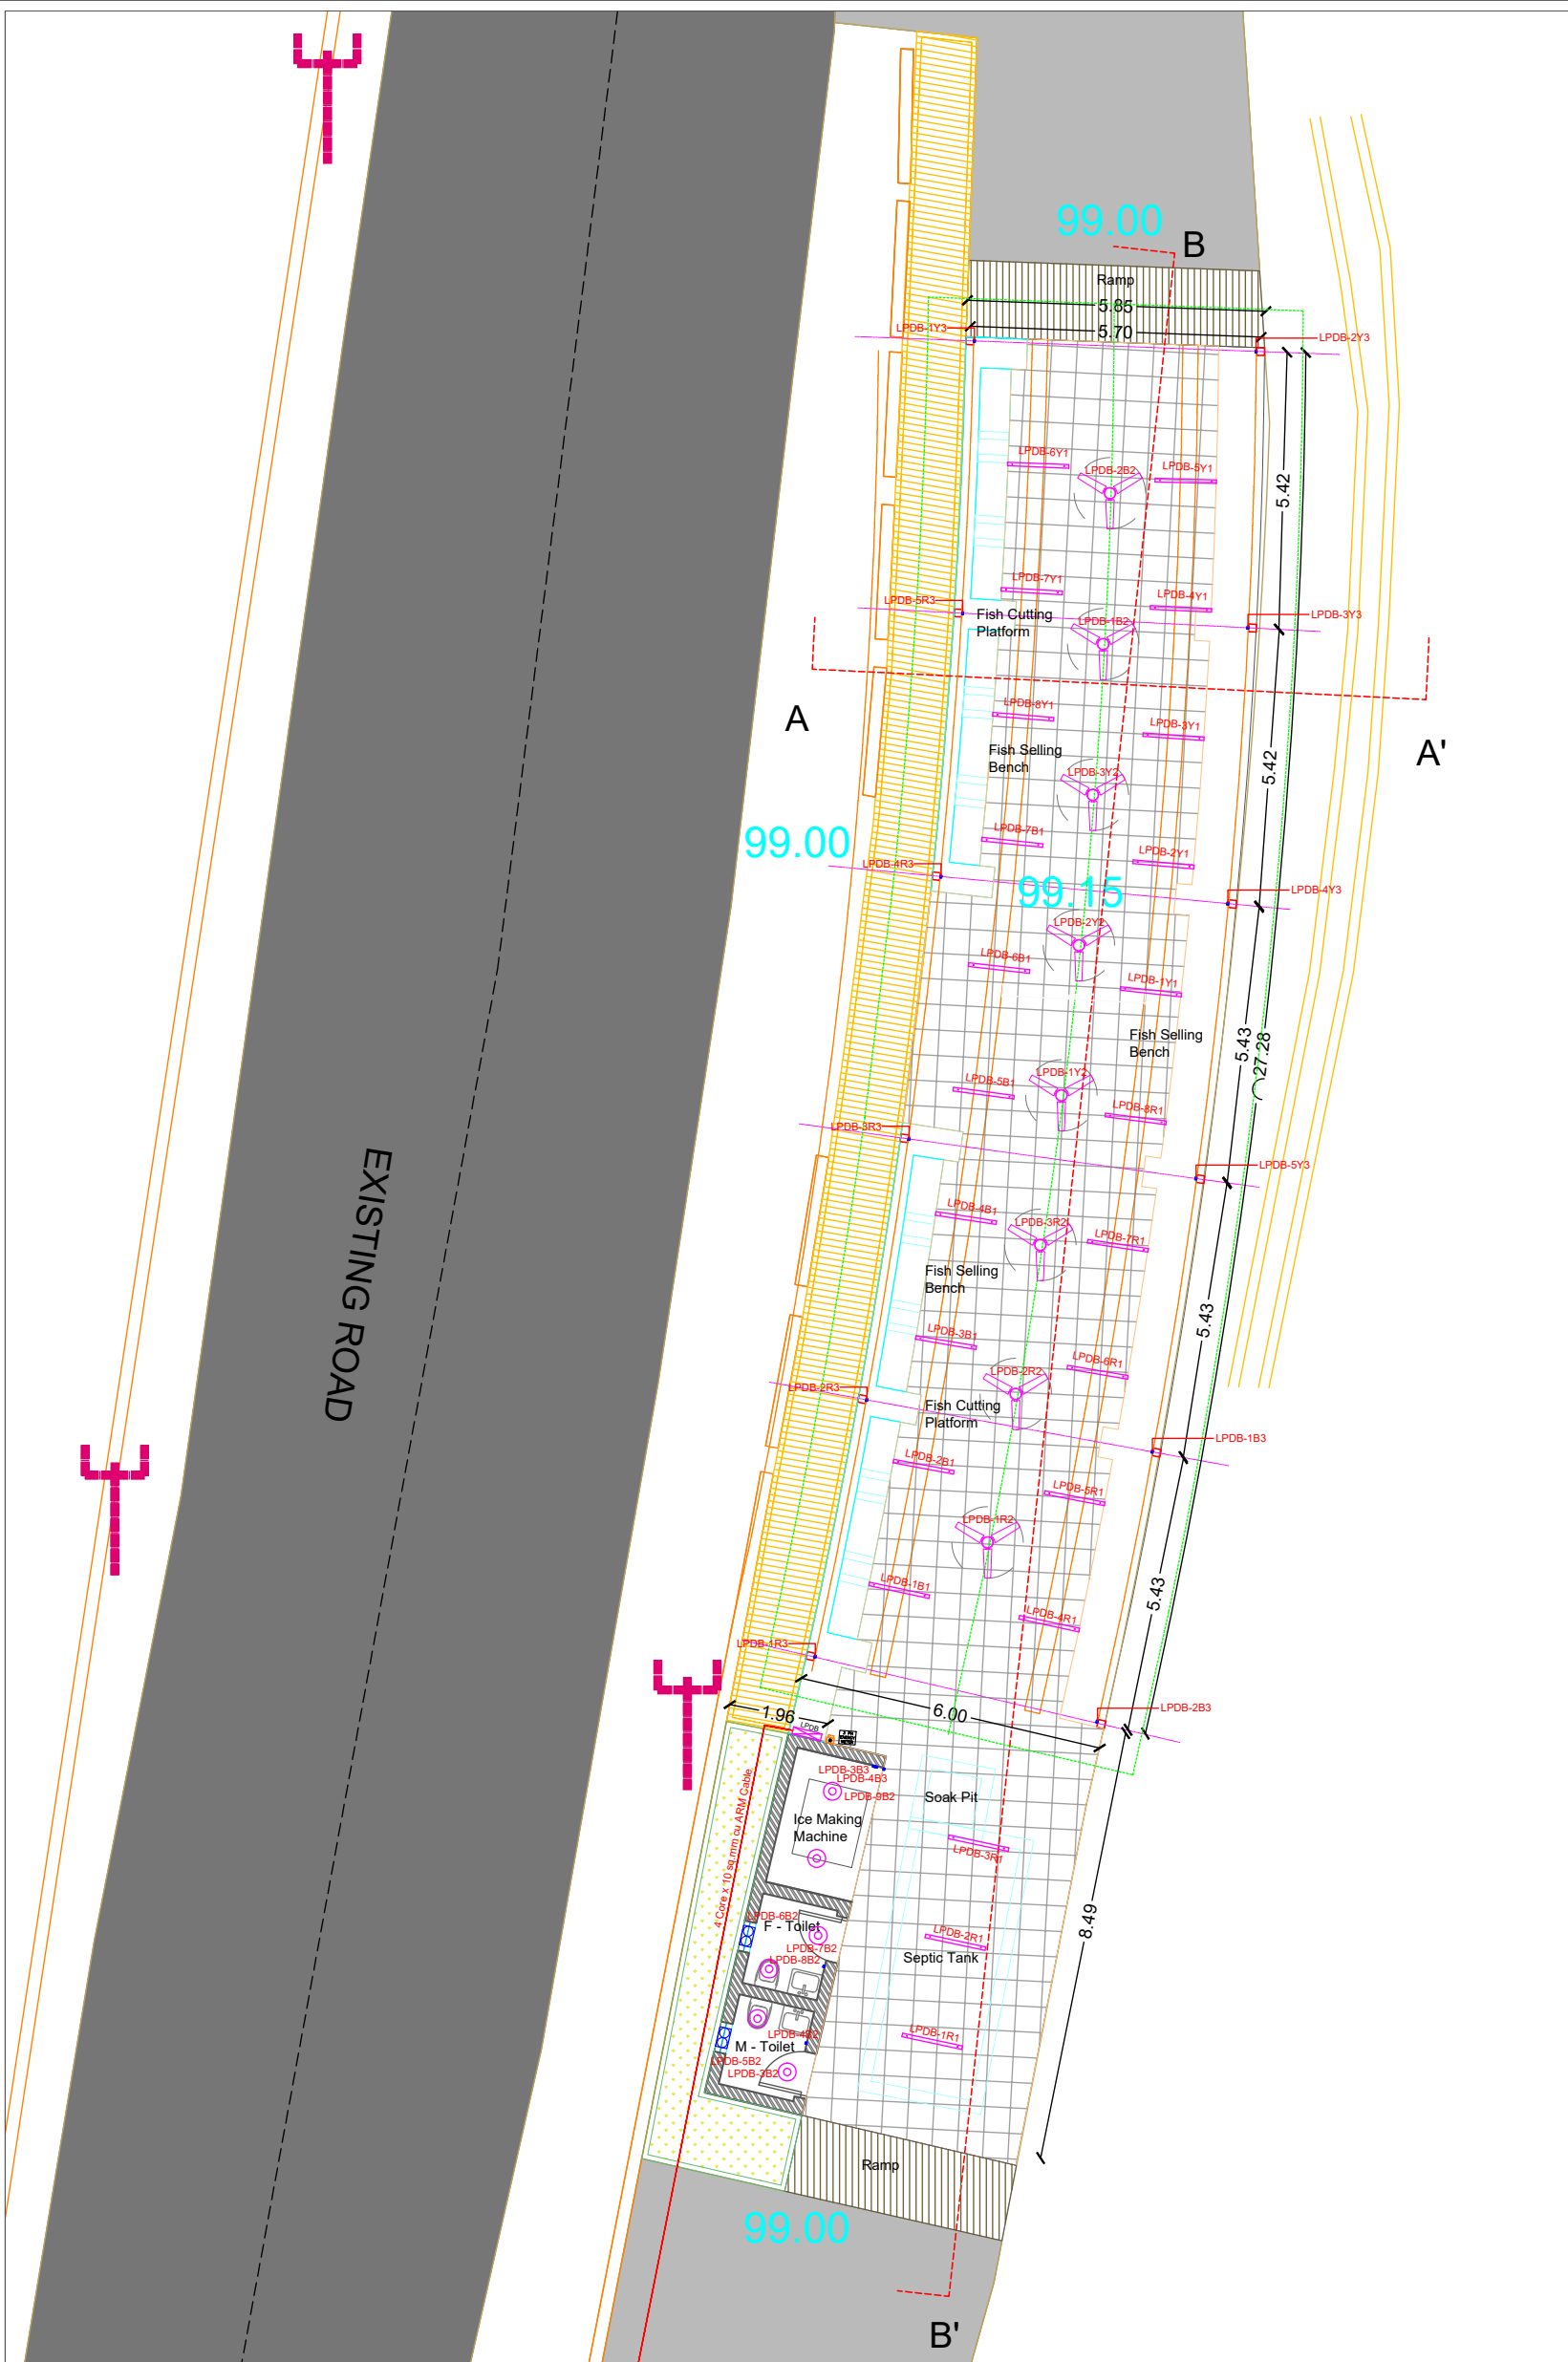 99.00
B
Ramp
5.85
5.70
LPDB-1Y3
LPDB-2Y3
LPDB-6Y1
LPDB-2B2
LPDB-5Y1
5.42
LPDB-7Y1
LPDB-4Y1
LPDB-5R3
Fish Cutting
Platform
LPDB-1B2
LPDB-3Y3
A
LPDB-8Y1
LPDB-3Y1
Fish Selling
Bench
A'
LPDB-3Y2
5.42
99.00
LPDB-7B1
LPDB-2Y1
LPDB-4R3
99.15
LPDB-4Y3
LPDB-2Y2
LPDB-6B1
LPDB-1Y1
Fish Selling
Bench
5.43
27.28
LPDB-1Y2
LPDB-5B1
LPDB-8R1
LPDB-3R3
LPDB-5Y3
EXISTING ROAD
LPDB-4B1
LPDB-3R2
LPDB-7R1
Fish Selling
Bench
5.43
LPDB-3B1
LPDB-6R1
LPDB-2R3
LPDB-2R2
Fish Cutting
Platform
LPDB-1B3
LPDB-2B1
LPDB-5R1
LPDB-1R2
LPDB-1B1
LPDB-4R1
5.43
LPDB-1R3
1.96
6.00
LPDB-2B3
LPDB
LPDB-3B3
LPDB-4B3
LPDB-9B2
Soak Pit
Ice Making
Machine
LPDB-3R1
4 Core x 10 sq.mm cu ARM Cable
LPDB-6B2
F - Toilet
LPDB-7B2
LPDB-8B2
LPDB-2R1
Septic Tank
8.49
LPDB-4B2
M - Toilet
LPDB-5B2
LPDB-3B2
LPDB-1R1
Ramp
99.00
B'